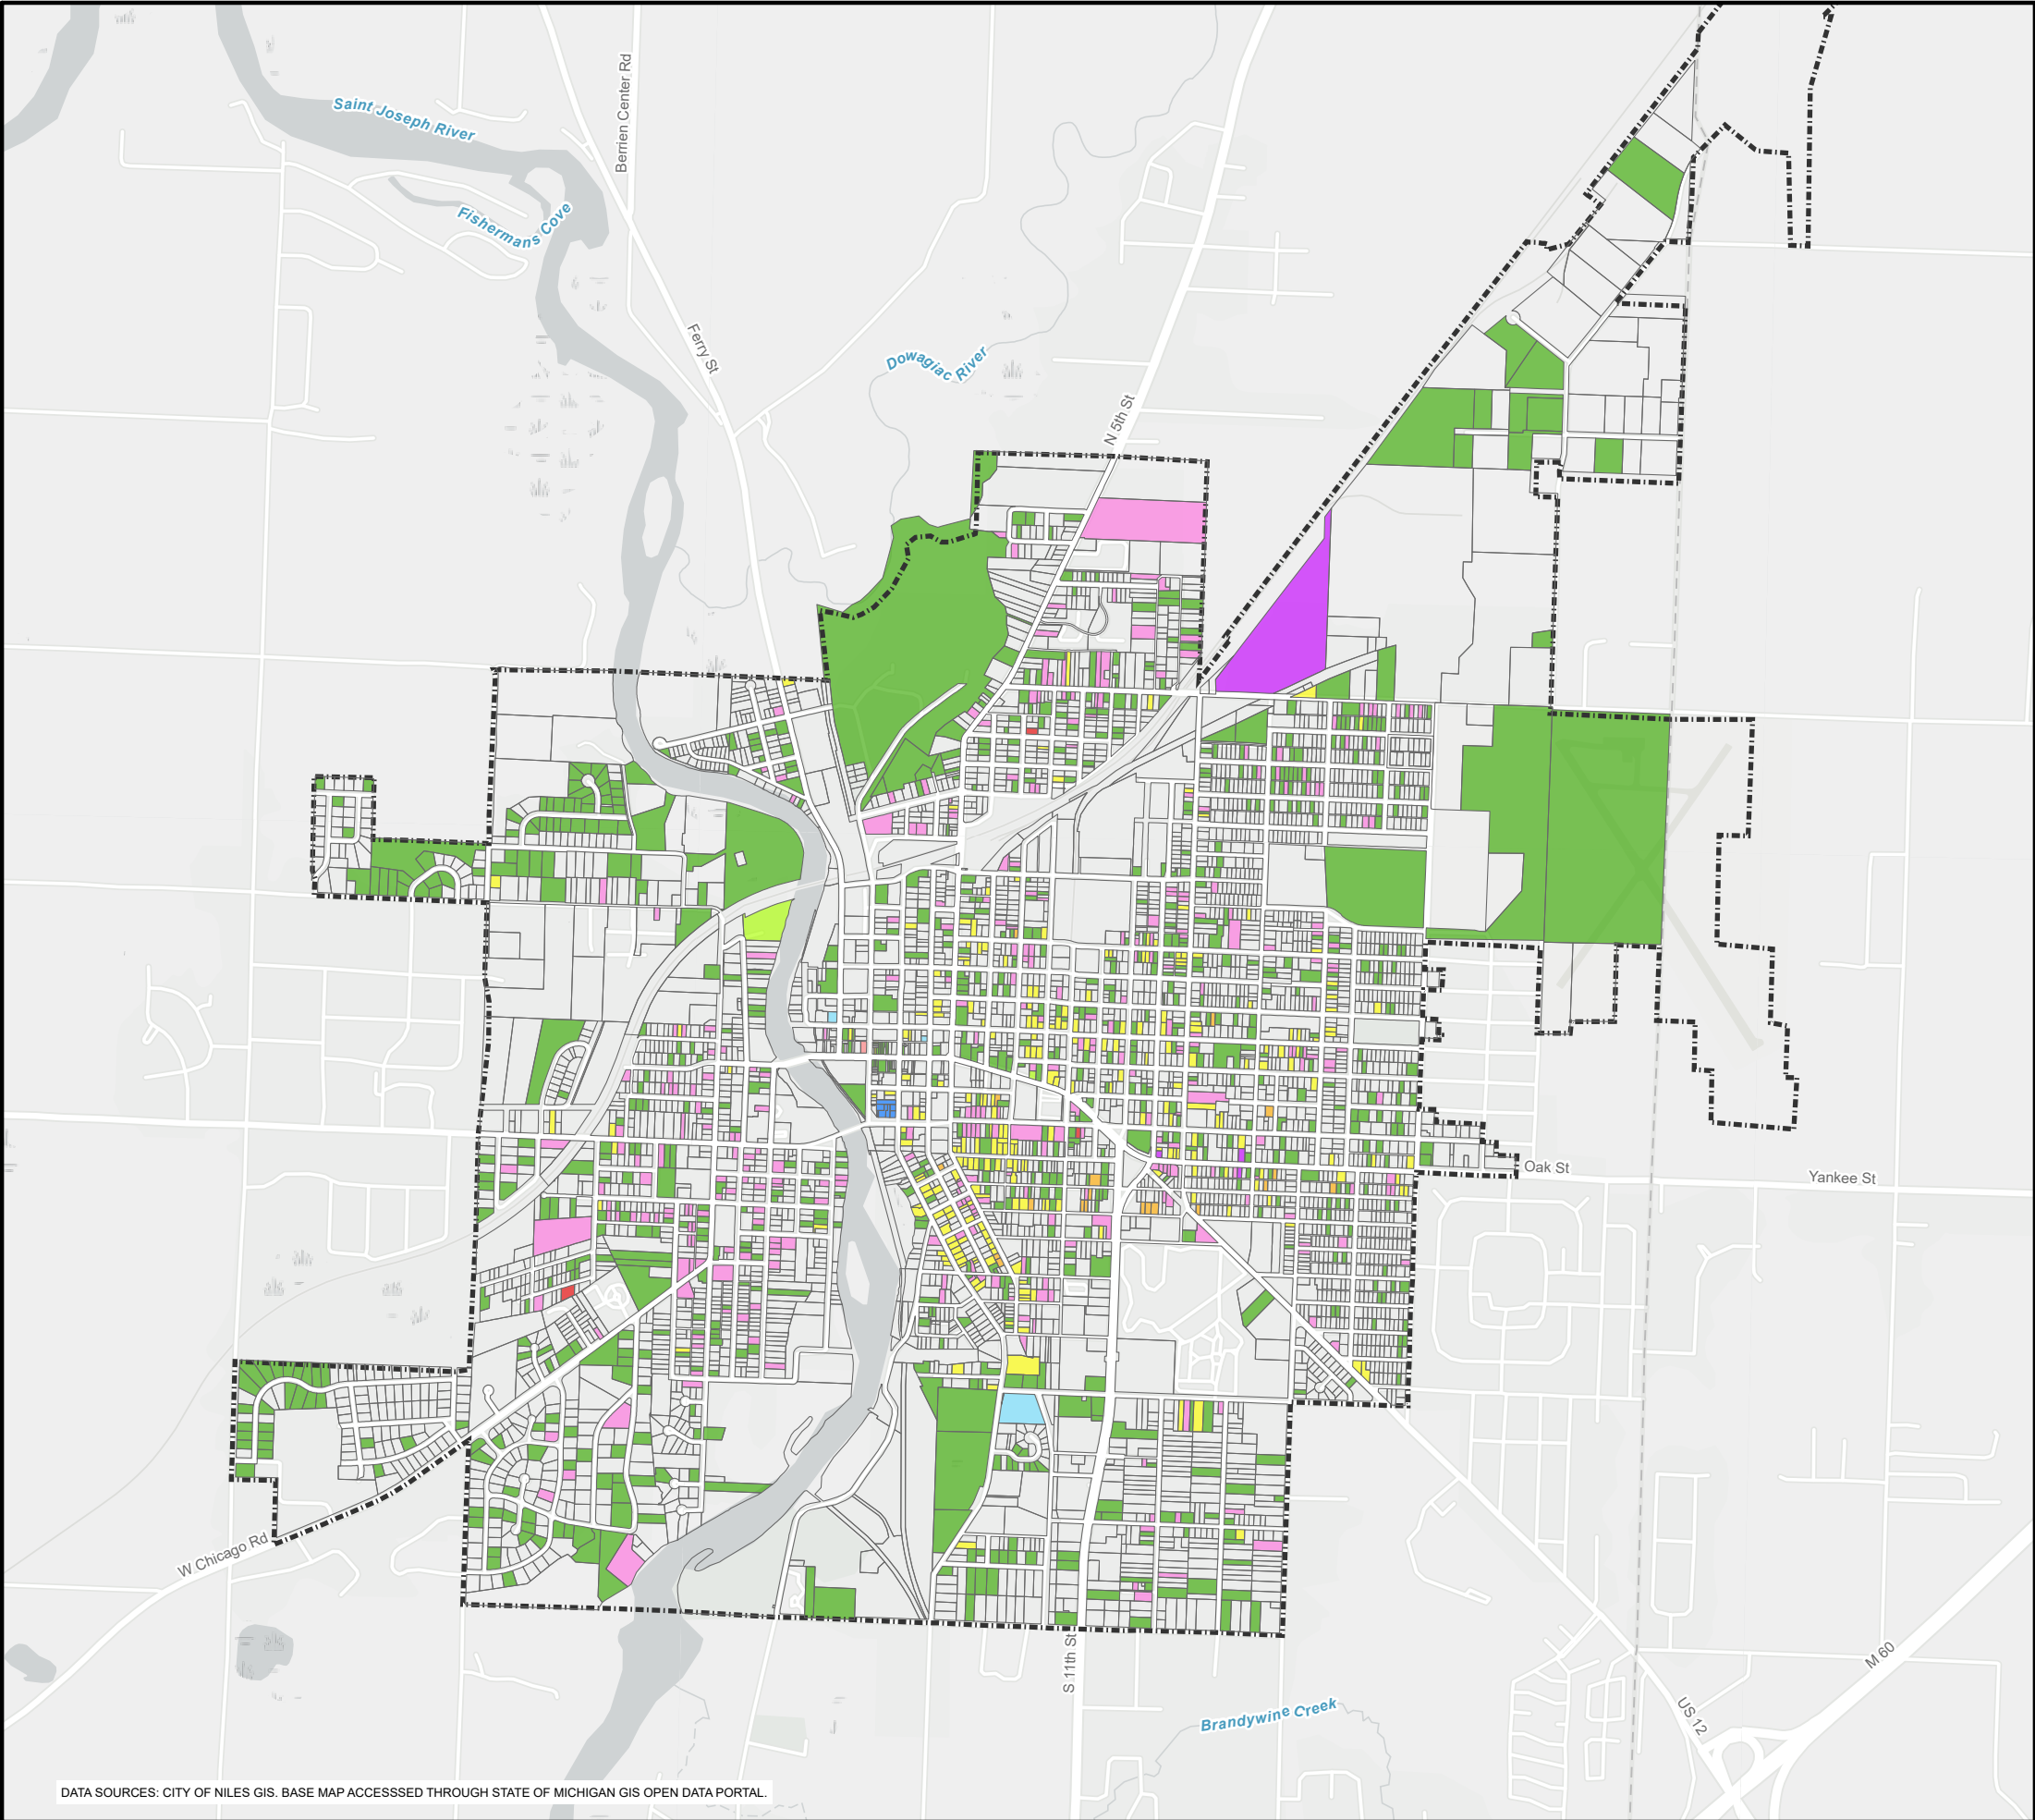 Berrien Center Rd
Saint Joseph River
Fishermans Cove
Ferry St
Dowagiac River
N 5th St
Oak St
Yankee St
W Chicago Rd
S 11th St
M 60
US 12
Brandywine Creek
DATA SOURCES: CITY OF NILES GIS. BASE MAP ACCESSSED THROUGH STATE OF MICHIGAN GIS OPEN DATA PORTAL.